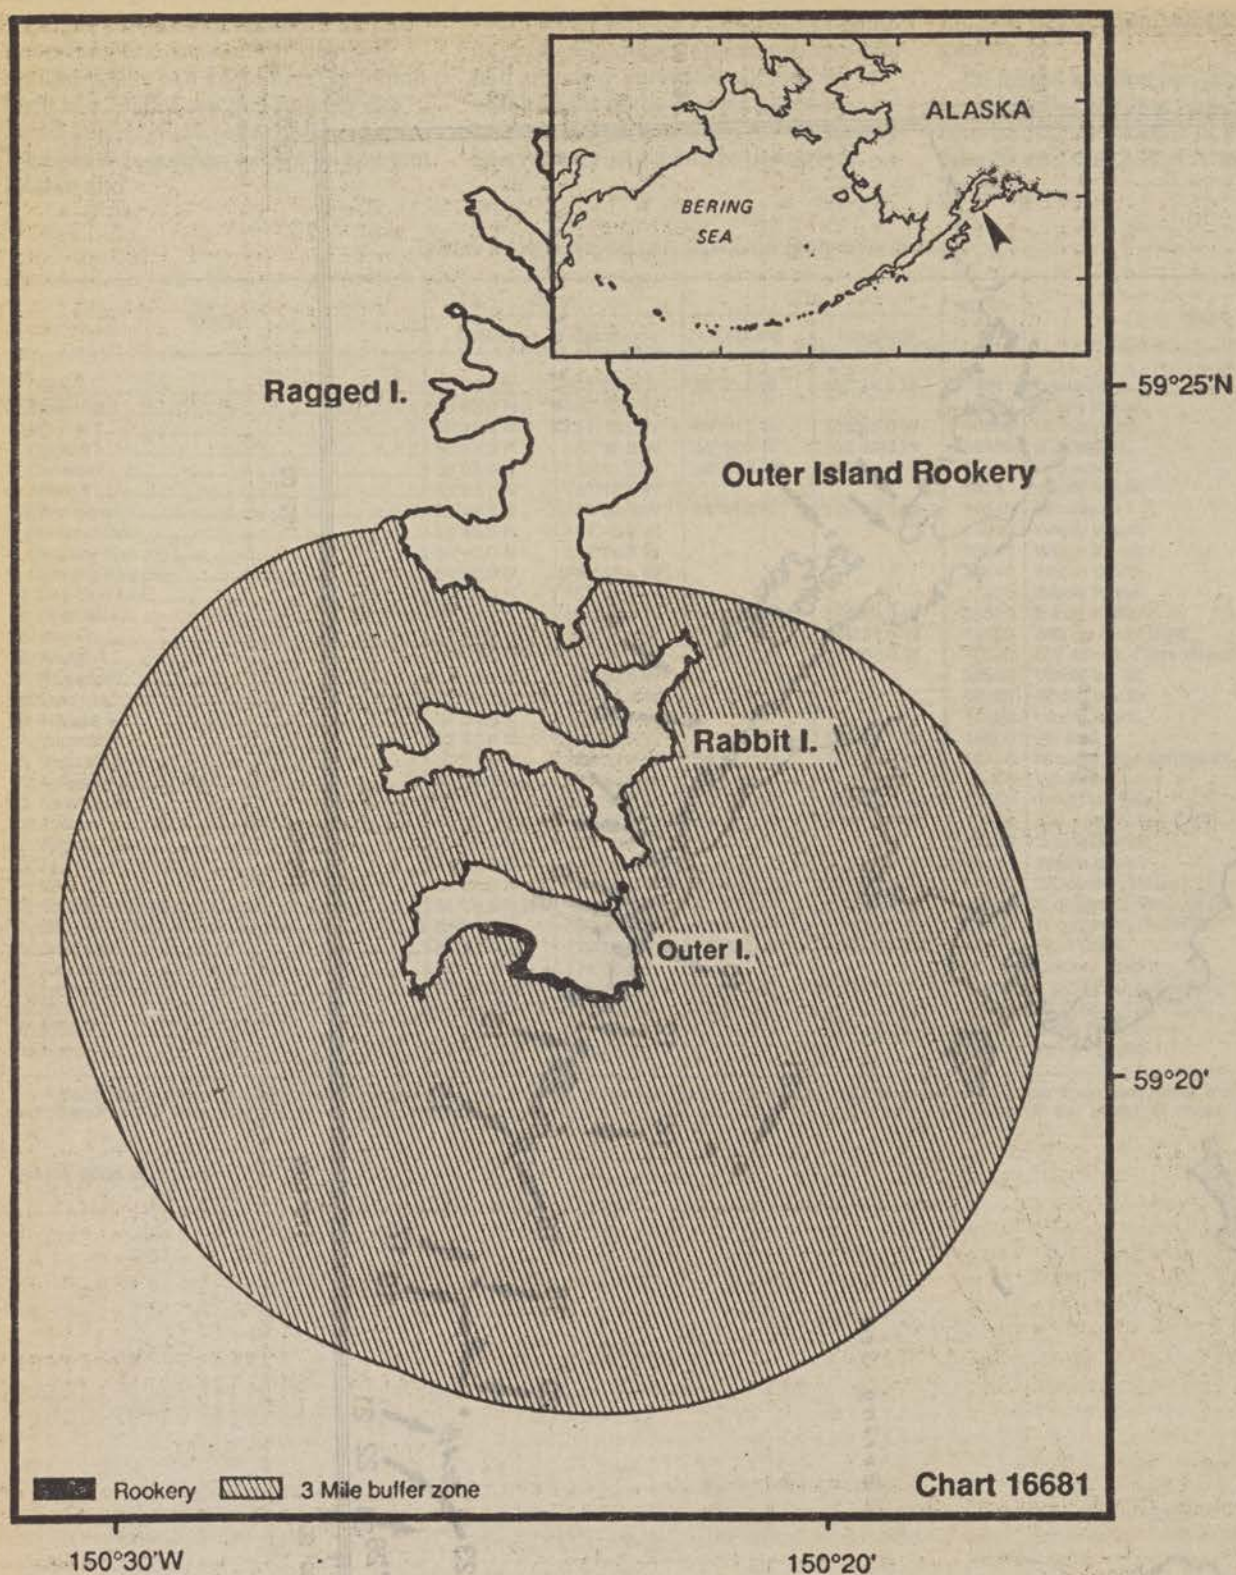 ALASKA
BERING
SEA
Ragged I.
59°25'N
Outer Island Rookery
Rabbit I.
Outer I.
59°20'
Rookery
3 Mile buffer zone
Chart 16681
150°30'W
150°20'